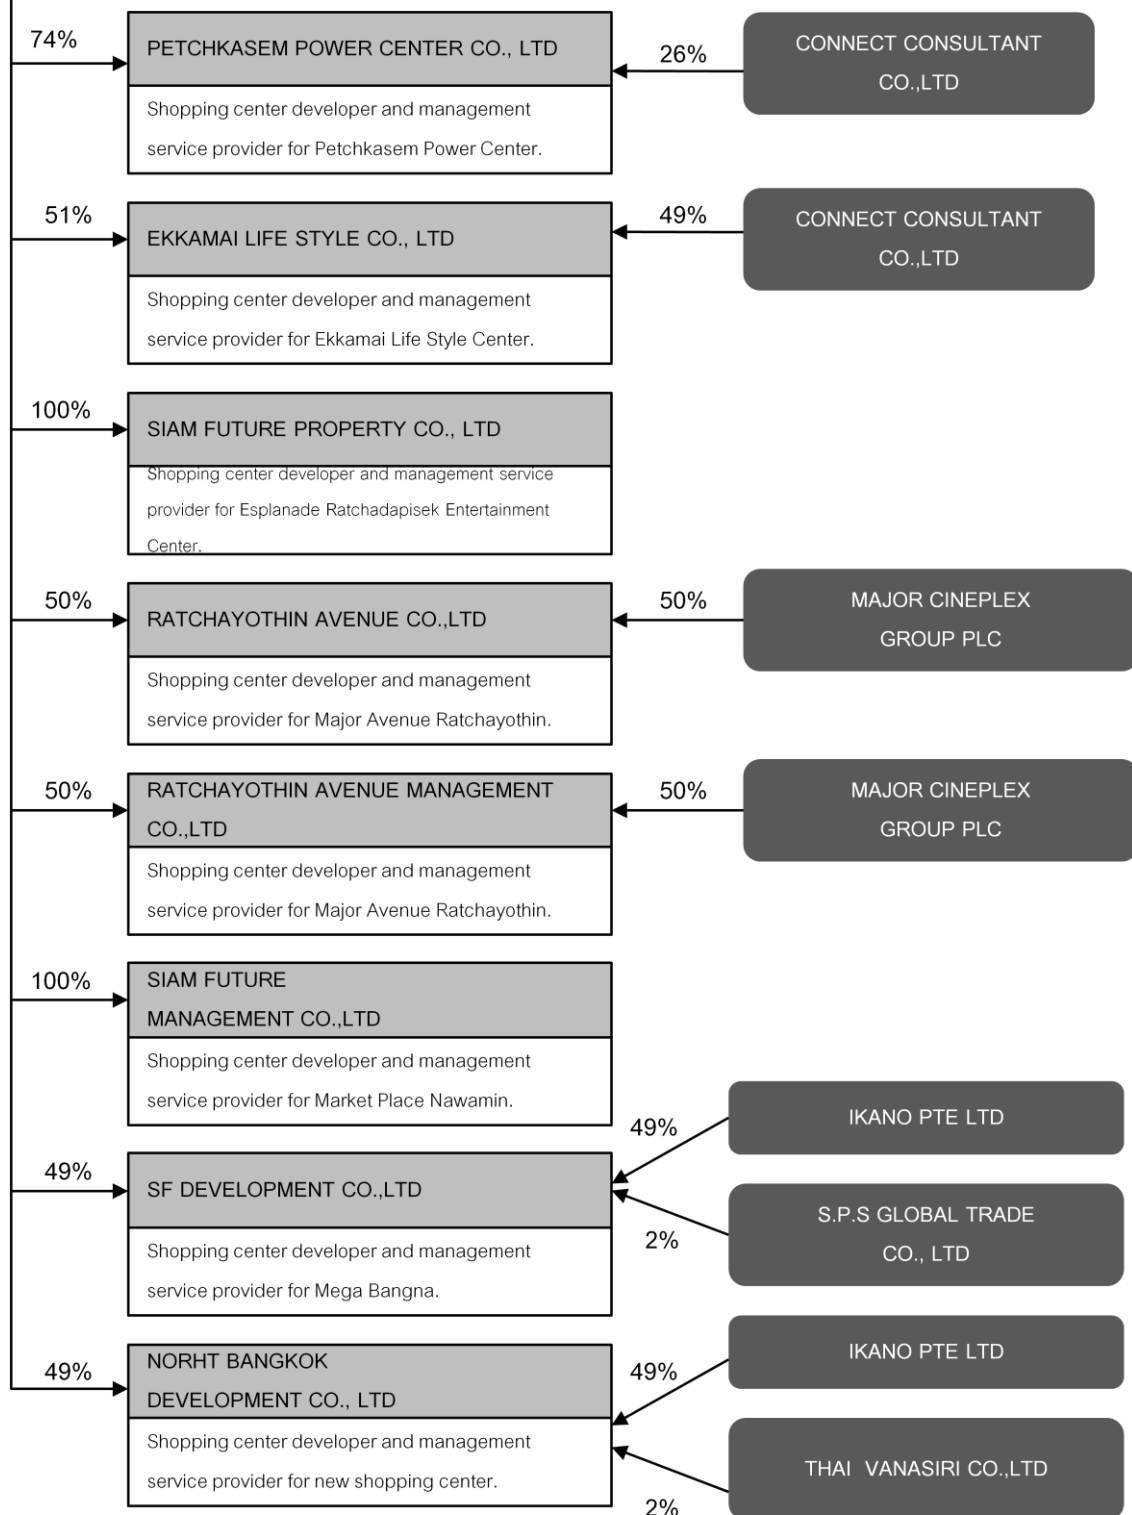 74%
PETCHKASEM POWER CENTER CO., LTD
26%
CONNECT CONSULTANT
CO.,LTD
Shopping center developer and management
service provider for Petchkasem Power Center.
51%
EKKAMAI LIFE STYLE CO., LTD
49%
CONNECT CONSULTANT
CO.,LTD
Shopping center developer and management
service provider for Ekkamai Life Style Center.
100%
SIAM FUTURE PROPERTY CO., LTD
Shopping center developer and management service
provider for Esplanade Ratchadapisek Entertainment
Center.
50%
RATCHAYOTHIN AVENUE CO.,LTD
50%
MAJOR CINEPLEX
GROUP PLC
Shopping center developer and management
service provider for Major Avenue Ratchayothin.
50%
RATCHAYOTHIN AVENUE MANAGEMENT
CO.,LTD
50%
MAJOR CINEPLEX
GROUP PLC
Shopping center developer and management
service provider for Major Avenue Ratchayothin.
100%
SIAM FUTURE
MANAGEMENT CO.,LTD
Shopping center developer and management
service provider for Market Place Nawamin.
49%
SF DEVELOPMENT CO.,LTD
49%
IKANO PTE LTD
2%
S.P.S GLOBAL TRADE
CO., LTD
Shopping center developer and management
service provider for Mega Bangna.
49%
NORHT BANGKOK
DEVELOPMENT CO., LTD
49%
IKANO PTE LTD
Shopping center developer and management
service provider for new shopping center.
2%
THAI  VANASIRI CO.,LTD